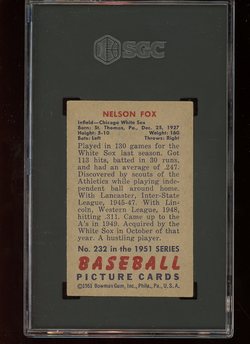 SGC
NELSON FOX
Infield—Chicago White Sox
Born: St. Thomas, Pa., Dec. 25, 1927
Height: 5-10 Weight: 160
Bats: Left Throws: Right
Played in 130 games for the
White Sox last season. Got
113 hits, batted in 30 runs,
and had an average of .247.
Discovered by scouts of the
Athletics while playing inde-
pendent ball around home.
With Lancaster, Inter-State
League, 1945-47. With Lin-
coln, Western League, 1948,
hitting .311. Came up to the
A's in 1949. Acquired by the
White Sox in October of that
year. A hustling player.
No. 232 in the 1951 SERIES
BASEBALL
PICTURE CARDS
©1951 Bowman Gum, Inc., Phila., Pa., U. S. A.